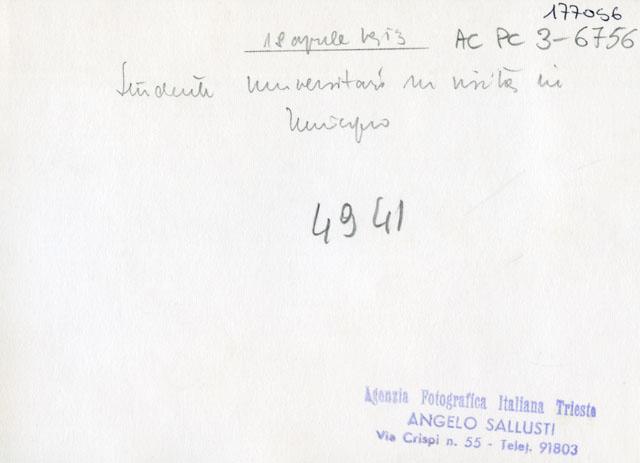 177056
18 aprile 1953 AC PC 3-6756
Studenti Universitari in visita in
Municipio
4941
Agenzia Fotografica Italiana Trieste
ANGELO SALLUSTI
Via Crispi n. 55 - Telef. 91803